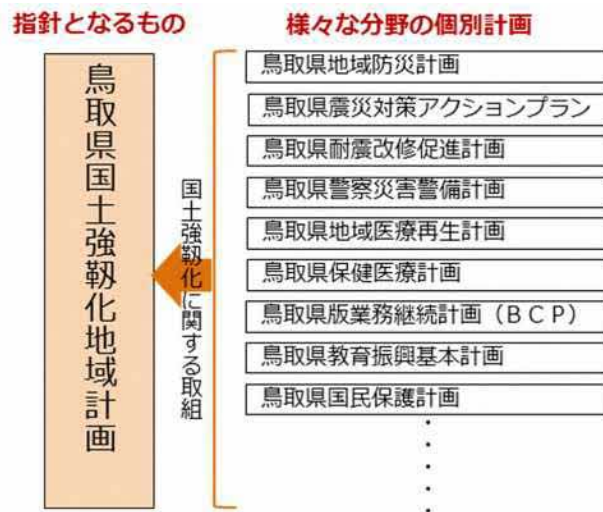 指針となるもの
様々な分野の個別計画
鳥取県国土強靱化地域計画
国土強靱化に関する取組
鳥取県地域防災計画
鳥取県震災対策アクションプラン
鳥取県耐震改修促進計画
鳥取県警察災害警備計画
鳥取県地域医療再生計画
鳥取県保健医療計画
鳥取県版業務継続計画（ＢＣＰ）
鳥取県教育振興基本計画
鳥取県国民保護計画